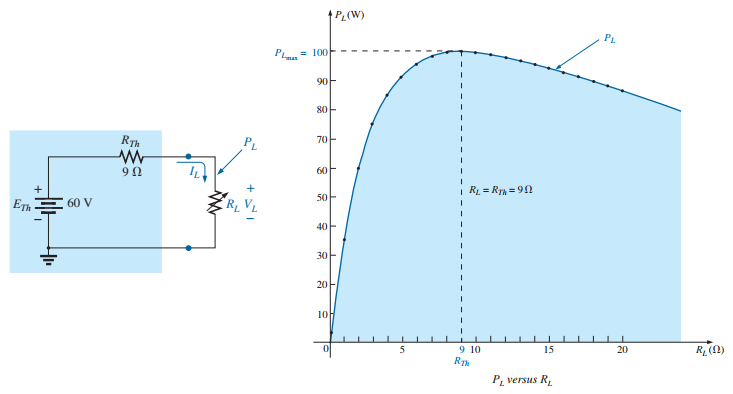 R_Th
9 Ω
E_Th
+
60 V
–
I_L
P_L
R_L
+
V_L
–
P_L (W)
P_Lmax = 100
90
80
70
60
50
40
30
20
10
0
5
9
10
15
20
R_Th
R_L (Ω)
P_L
R_L = R_Th = 9 Ω
P_L versus R_L